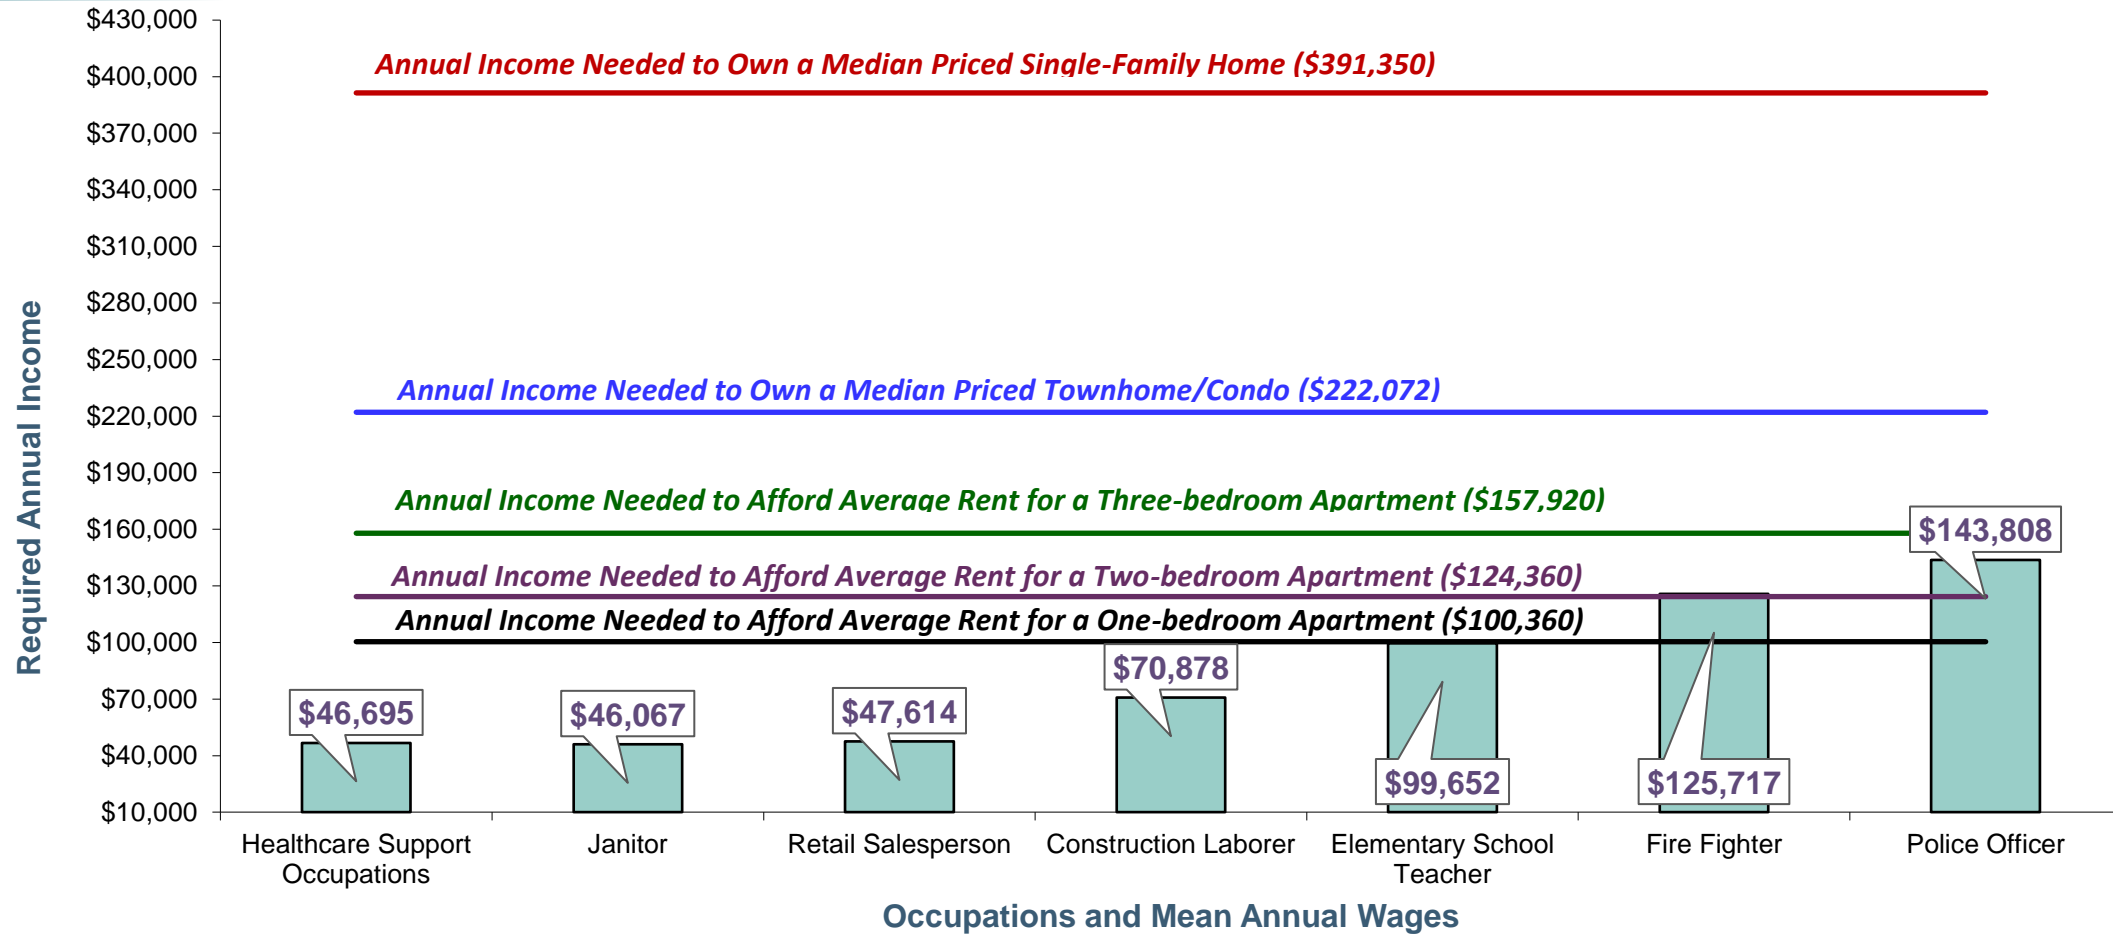 $430,000
$400,000
$370,000
$340,000
$310,000
$280,000
$250,000
$220,000
$190,000
$160,000
$130,000
$100,000
$70,000
$40,000
$10,000
Required Annual Income
Annual Income Needed to Own a Median Priced Single-Family Home ($391,350)
Annual Income Needed to Own a Median Priced Townhome/Condo ($222,072)
Annual Income Needed to Afford Average Rent for a Three-bedroom Apartment ($157,920)
Annual Income Needed to Afford Average Rent for a Two-bedroom Apartment ($124,360)
Annual Income Needed to Afford Average Rent for a One-bedroom Apartment ($100,360)
$46,695
$46,067
$47,614
$70,878
$99,652
$125,717
$143,808
Healthcare Support
Occupations
Janitor
Retail Salesperson
Construction Laborer
Elementary School
Teacher
Fire Fighter
Police Officer
Occupations and Mean Annual Wages